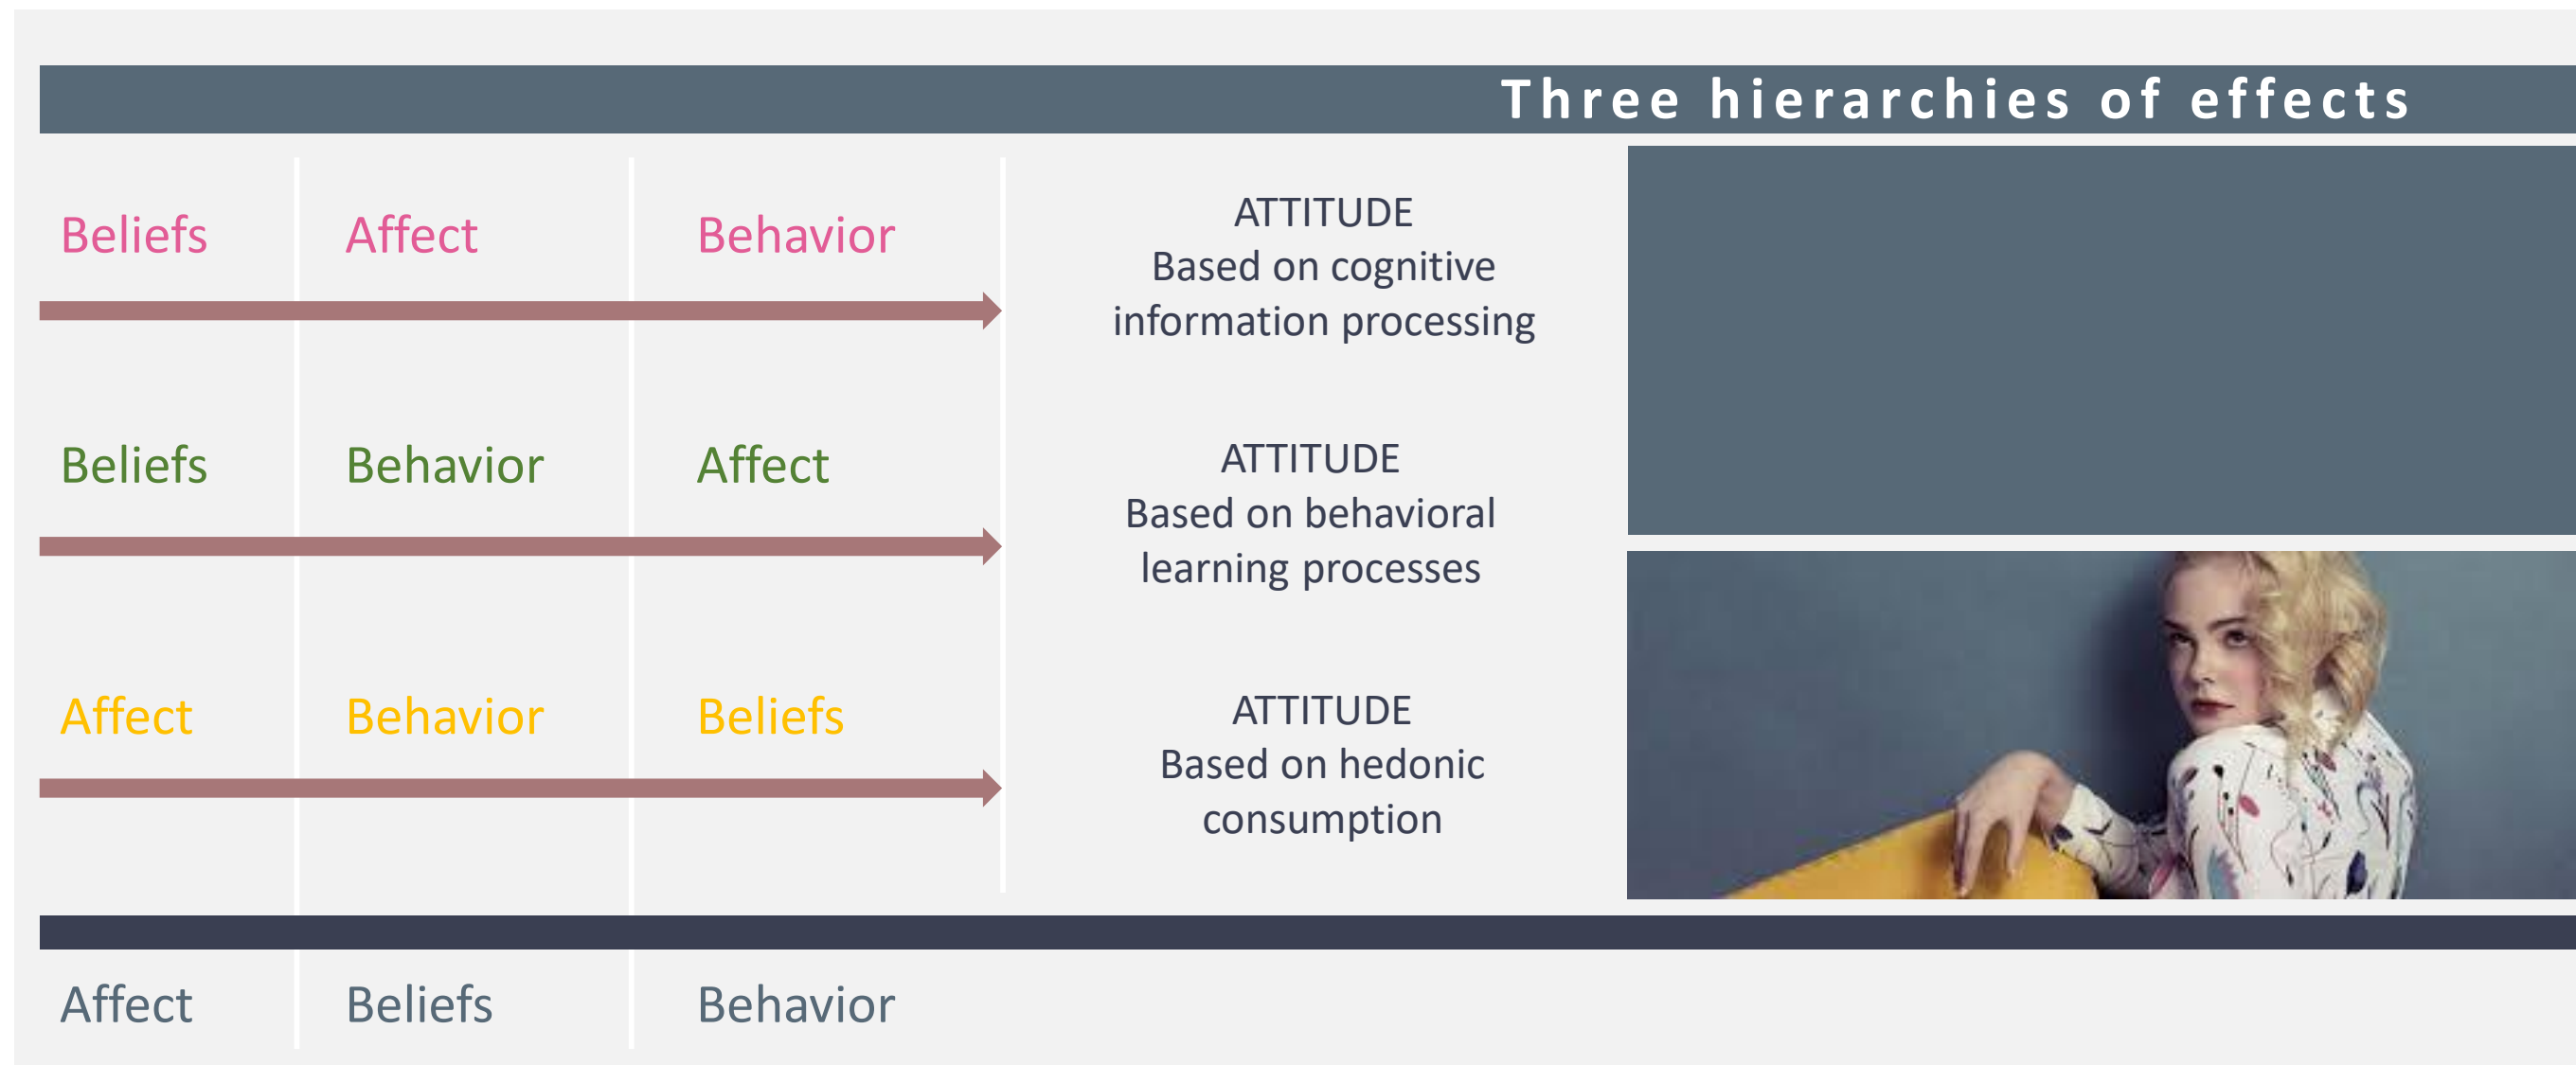 Three hierarchies of effects
Beliefs Affect Behavior
ATTITUDE
Based on cognitive
information processing
Beliefs Behavior Affect
ATTITUDE
Based on behavioral
learning processes
Affect Behavior Beliefs
ATTITUDE
Based on hedonic
consumption
Affect Beliefs Behavior